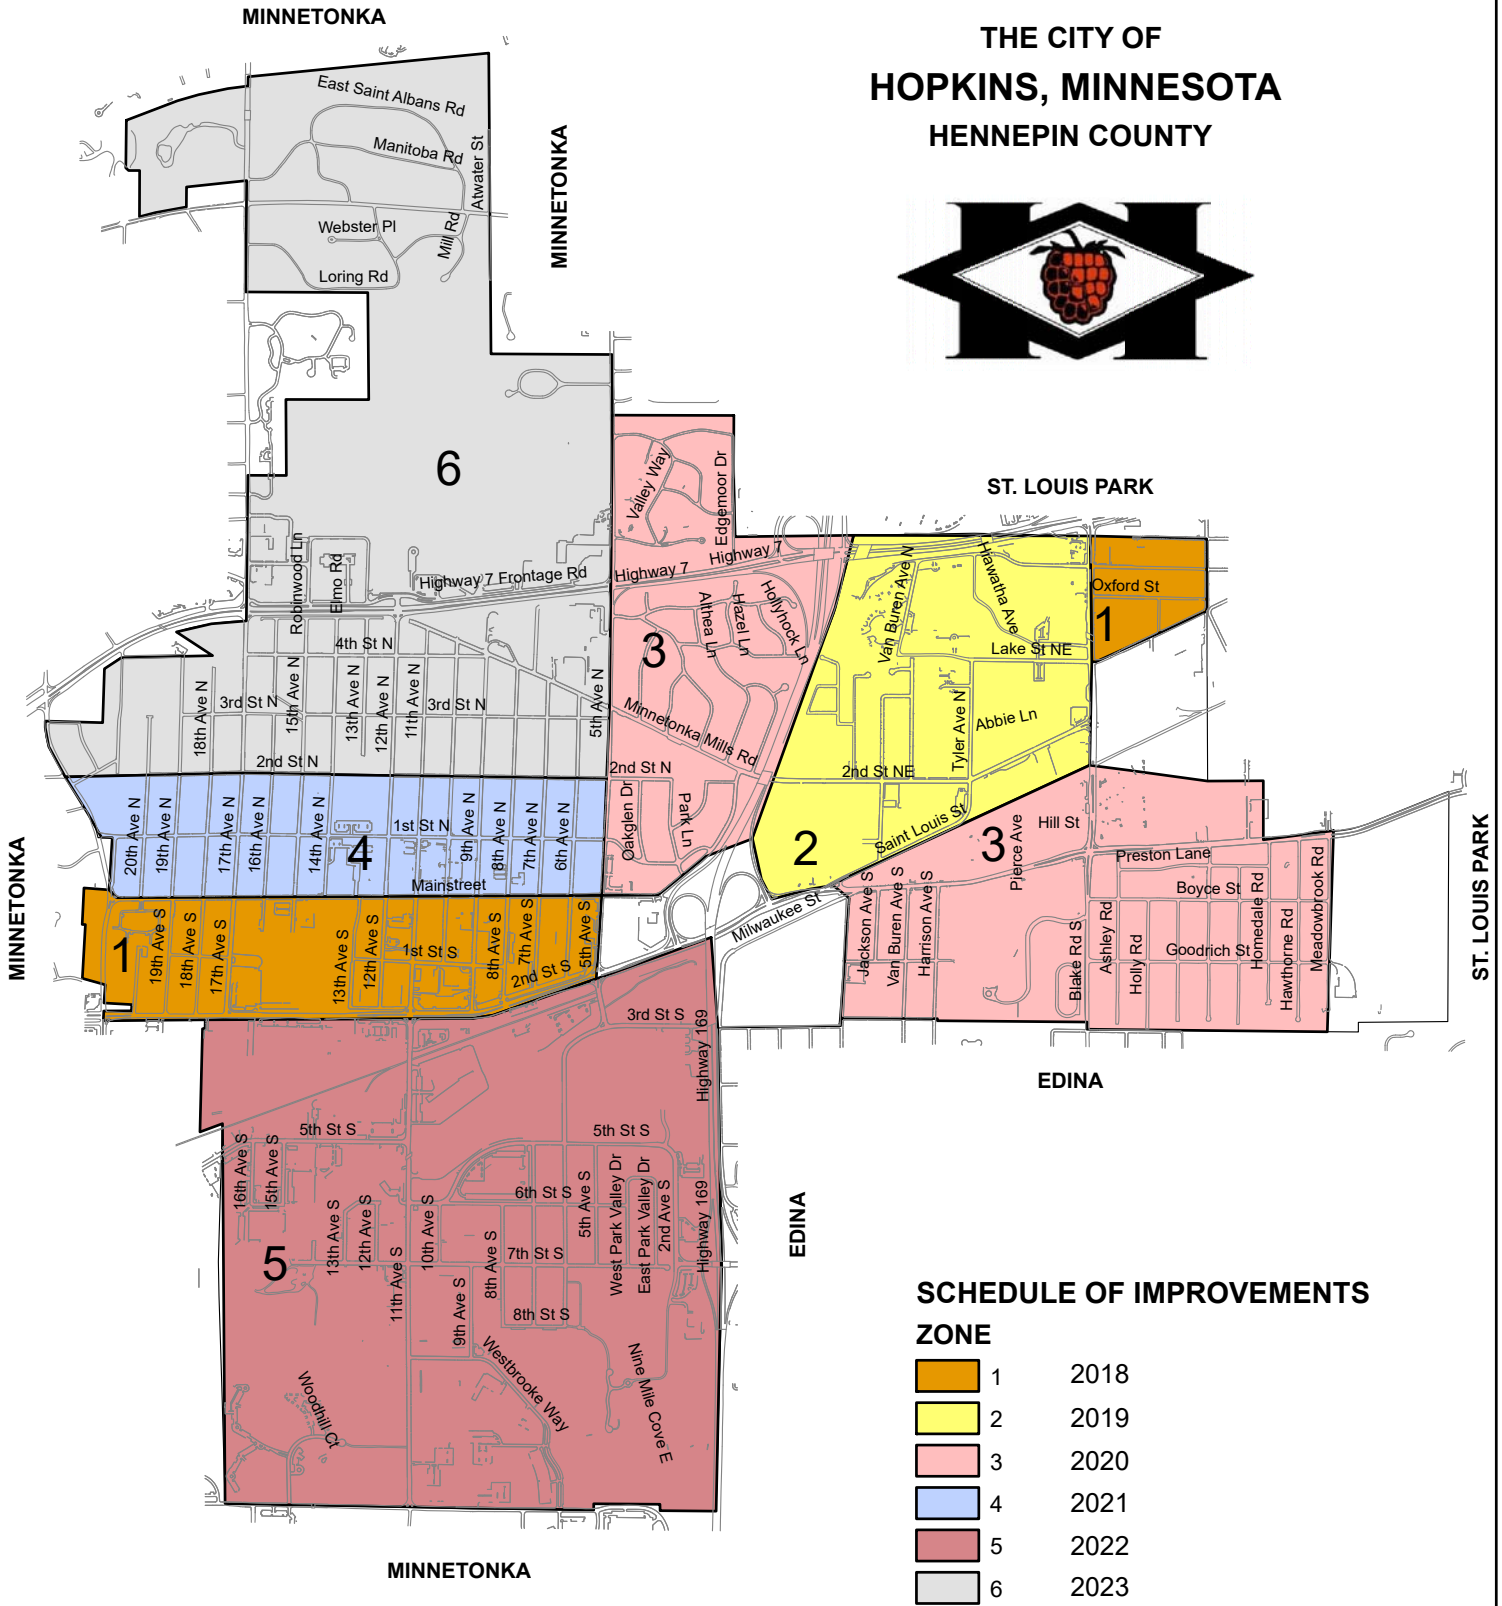 MINNETONKA
THE CITY OF
HOPKINS, MINNESOTA
HENNEPIN COUNTY
East Saint Albans Rd
Manitoba Rd
Atwater St
MINNETONKA
Webster Pl
Mill Rd
Loring Rd
6
Valley Way
Edgemoor Dr
ST. LOUIS PARK
Robinwood Ln
Elmo Rd
Highway 7 Frontage Rd
Highway 7
Highway 7
Van Buren Ave N
Hiawatha Ave
Oxford St
1
Althea Ln
Hazel Ln
Hollyhock Ln
3
4th St N
Lake St NE
18th Ave N
3rd St N
15th Ave N
13th Ave N
12th Ave N
11th Ave N
3rd St N
5th Ave N
Minnetonka Mills Rd
Tyler Ave N
Abbie Ln
2nd St N
2nd St N
2nd St NE
20th Ave N
19th Ave N
17th Ave N
16th Ave N
14th Ave N
4
1st St N
9th Ave N
8th Ave N
7th Ave N
6th Ave N
Oakglen Dr
Park Ln
2
Saint Louis St
3
Pierce Ave
Hill St
Preston Lane
Mainstreet
Boyce St
MINNETONKA
ST. LOUIS PARK
1
19th Ave S
18th Ave S
17th Ave S
13th Ave S
12th Ave S
1st St S
8th Ave S
7th Ave S
2nd St S
5th Ave S
Milwaukee St
Jackson Ave S
Van Buren Ave S
Harrison Ave S
Blake Rd S
Ashley Rd
Holly Rd
Goodrich St
Homedale Rd
Hawthorne Rd
Meadowbrook Rd
3rd St S
Highway 169
EDINA
5th St S
5th St S
16th Ave S
15th Ave S
6th St S
5th Ave S
West Park Valley Dr
East Park Valley Dr
2nd Ave S
Highway 169
EDINA
5
13th Ave S
12th Ave S
11th Ave S
10th Ave S
8th Ave S
7th St S
9th Ave S
8th St S
Westbrooke Way
Nine Mile Cove E
Woodhill Ct
MINNETONKA
SCHEDULE OF IMPROVEMENTS
ZONE
1 2018
2 2019
3 2020
4 2021
5 2022
6 2023